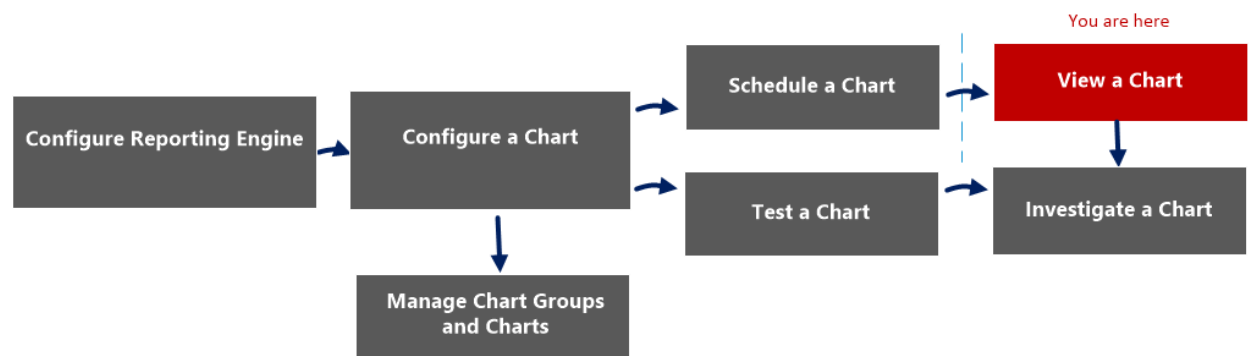 You are here
Configure Reporting Engine
Configure a Chart
Schedule a Chart
View a Chart
Test a Chart
Investigate a Chart
Manage Chart Groups
and Charts